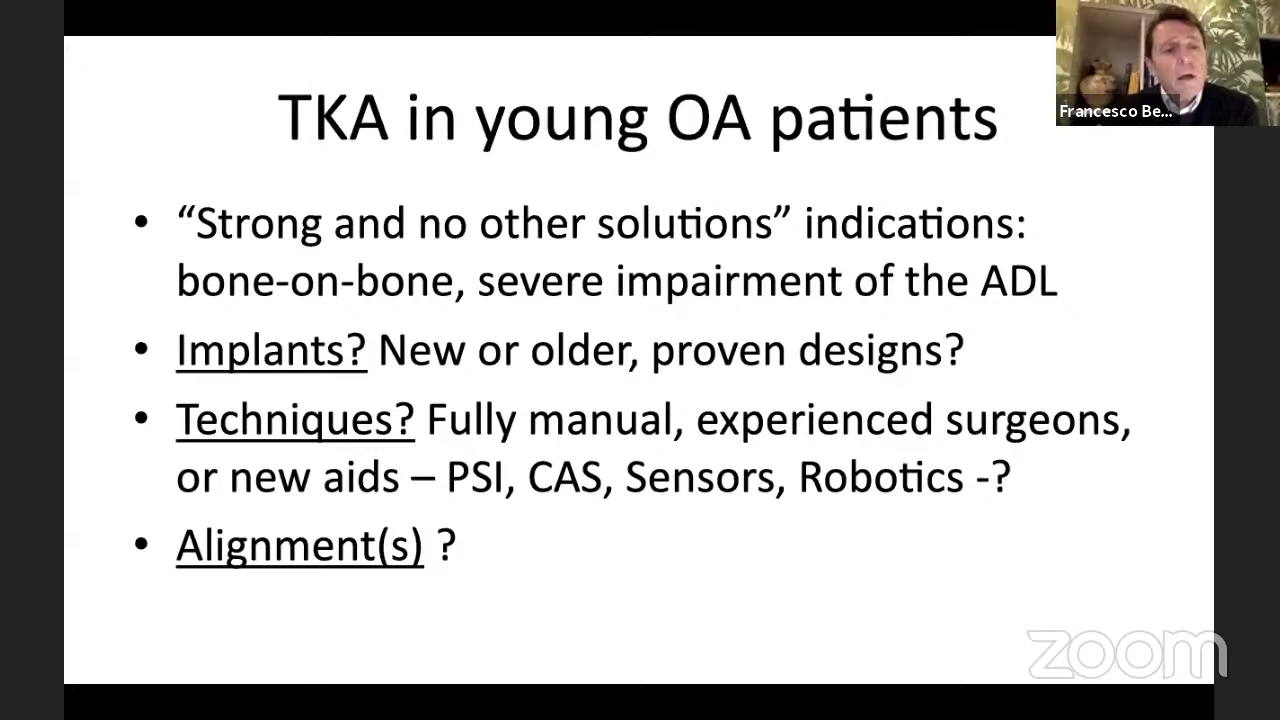 TKA in young OA patients
Francesco Be...
• “Strong and no other solutions” indications:
bone-on-bone, severe impairment of the ADL
• Implants? New or older, proven designs?
• Techniques? Fully manual, experienced surgeons,
or new aids – PSI, CAS, Sensors, Robotics -?
• Alignment(s) ?
zoom